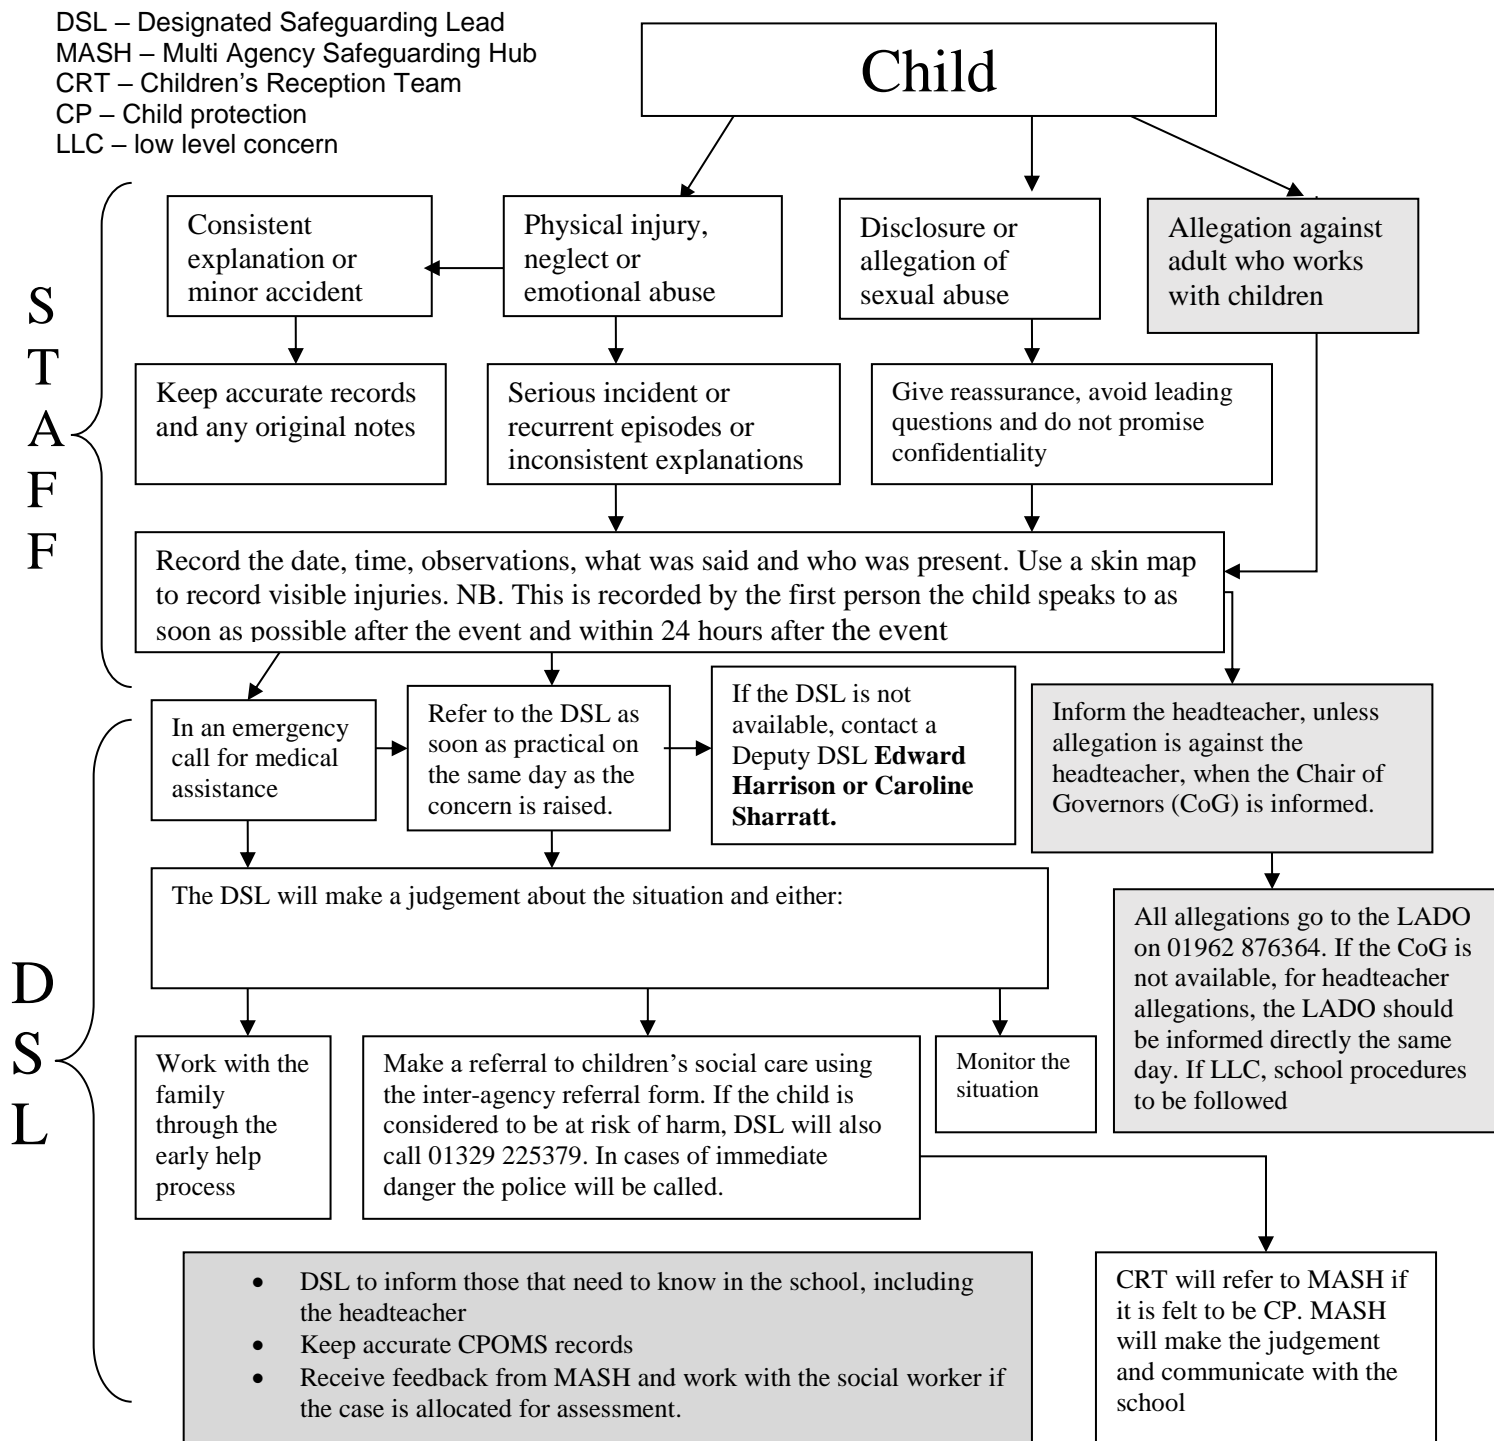 DSL – Designated Safeguarding Lead
MASH – Multi Agency Safeguarding Hub
CRT – Children's Reception Team
CP – Child protection
LLC – low level concern
Child
S
T
A
F
F
Consistent
explanation or
minor accident
Physical injury,
neglect or
emotional abuse
Disclosure or
allegation of
sexual abuse
Allegation against
adult who works
with children
Keep accurate records
and any original notes
Serious incident or
recurrent episodes or
inconsistent explanations
Give reassurance, avoid leading
questions and do not promise
confidentiality
Record the date, time, observations, what was said and who was present. Use a skin map
to record visible injuries. NB. This is recorded by the first person the child speaks to as
soon as possible after the event and within 24 hours after the event
D
S
L
In an emergency
call for medical
assistance
Refer to the DSL as
soon as practical on
the same day as the
concern is raised.
If the DSL is not
available, contact a
Deputy DSL Edward
Harrison or Caroline
Sharratt.
Inform the headteacher, unless
allegation is against the
headteacher, when the Chair of
Governors (CoG) is informed.
The DSL will make a judgement about the situation and either:
All allegations go to the LADO
on 01962 876364. If the CoG is
not available, for headteacher
allegations, the LADO should
be informed directly the same
day. If LLC, school procedures
to be followed
Work with the
family
through the
early help
process
Make a referral to children's social care using
the inter-agency referral form. If the child is
considered to be at risk of harm, DSL will also
call 01329 225379. In cases of immediate
danger the police will be called.
Monitor the
situation
• DSL to inform those that need to know in the school, including
the headteacher
• Keep accurate CPOMS records
• Receive feedback from MASH and work with the social worker if
the case is allocated for assessment.
CRT will refer to MASH if
it is felt to be CP. MASH
will make the judgement
and communicate with the
school